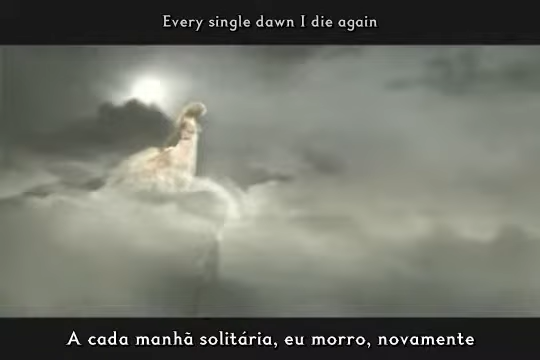 Every single dawn I die again
A cada manhã solitária, eu morro, novamente